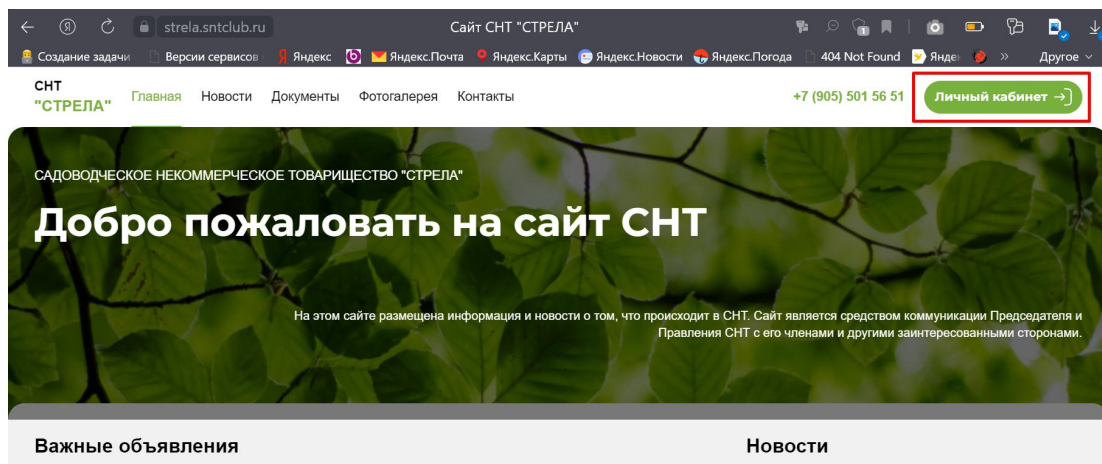 strela.sntclub.ru
Сайт СНТ "СТРЕЛА"
Создание задачи
Версии сервисов
Яндекс
Яндекс.Почта
Яндекс.Карты
Яндекс.Новости
Яндекс.Погода
404 Not Found
Яндек
»
Другое
СНТ
"СТРЕЛА"
Главная
Новости
Документы
Фотогалерея
Контакты
+7 (905) 501 56 51
Личный кабинет
САДОВОДЧЕСКОЕ НЕКОММЕРЧЕСКОЕ ТОВАРИЩЕСТВО "СТРЕЛА"
Добро пожаловать на сайт СНТ
На этом сайте размещена информация и новости о том, что происходит в СНТ. Сайт является средством коммуникации Председателя и
Правления СНТ с его членами и другими заинтересованными сторонами.
Важные объявления
Новости